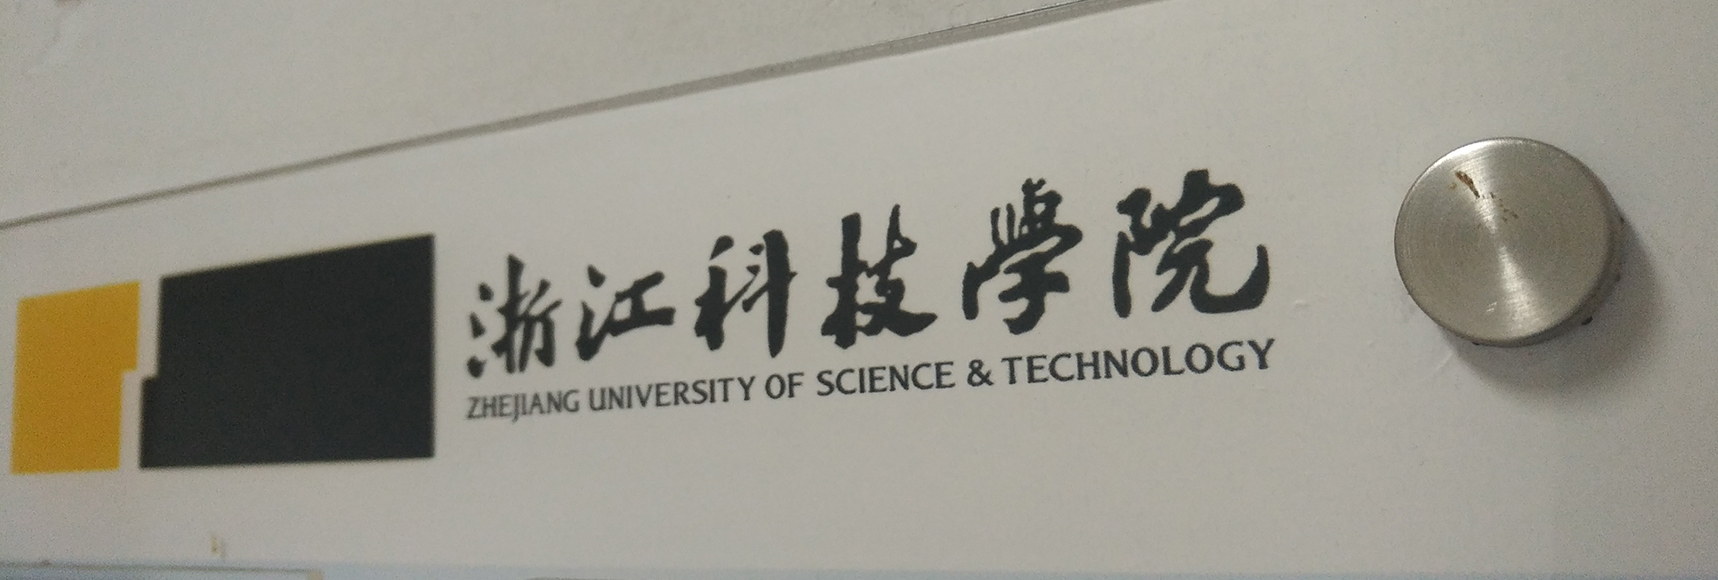 浙江科技學院
ZHEJIANG UNIVERSITY OF SCIENCE & TECHNOLOGY